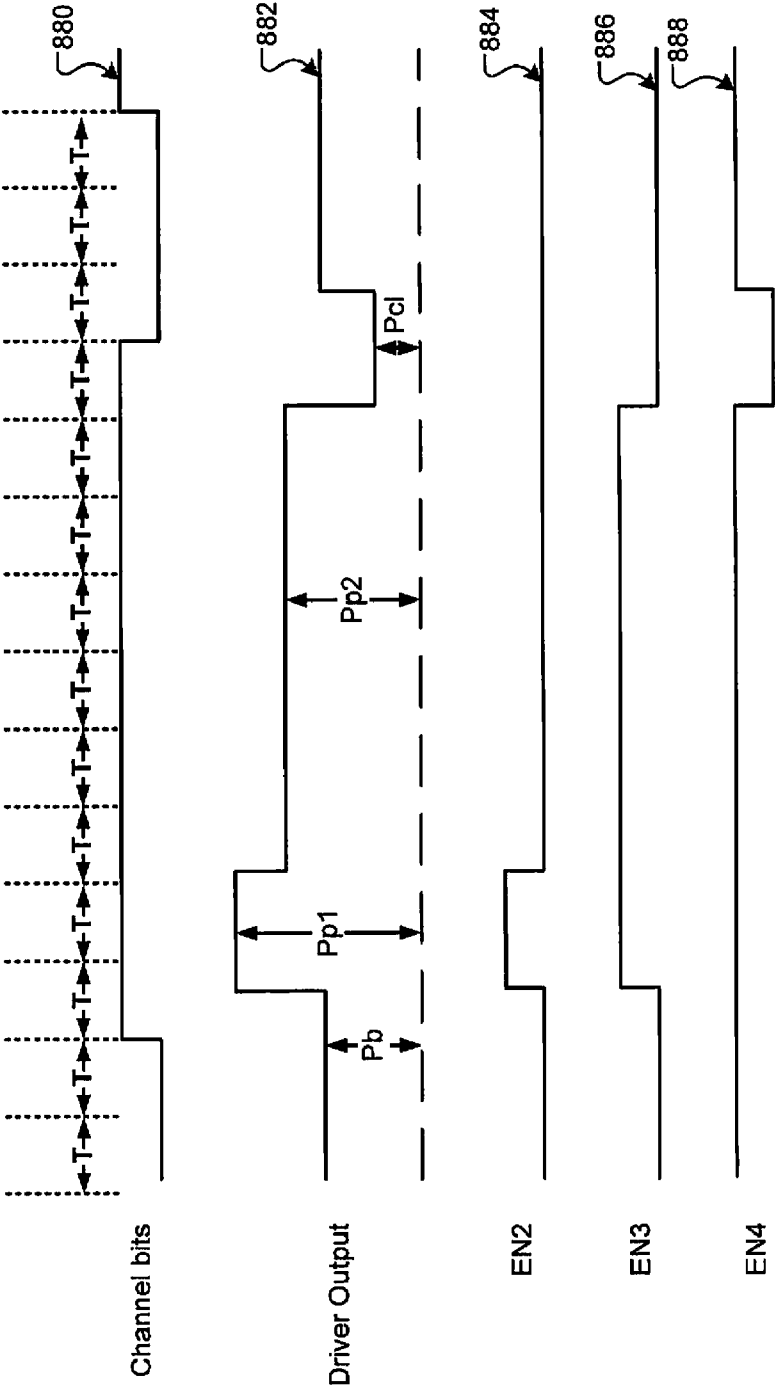 T T T T T T T T T T T T T T
880
Channel bits
882
Driver Output
Pb
Pp1
Pp2
Pcl
884
EN2
886
EN3
888
EN4